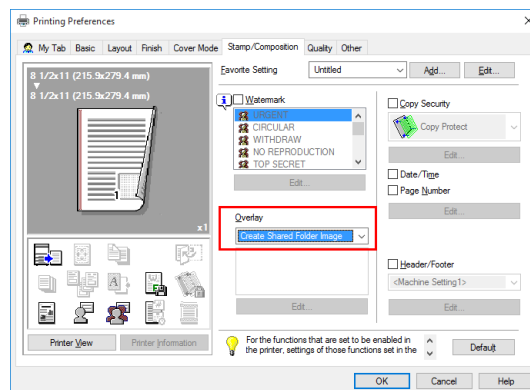 Printing Preferences
My Tab Basic Layout Finish Cover Mode Stamp/Composition Quality Other
8 1/2x11 (215.9x279.4 mm)
8 1/2x11 (215.9x279.4 mm)
1
x1
Printer View
Printer Information
Favorite Setting Untitled Add... Edit...
Watermark
URGENT
CIRCULAR
WITHDRAW
NO REPRODUCTION
TOP SECRET
Edit...
Overlay
Create Shared Folder Image
Edit...
Copy Security
Copy Protect
Edit...
Date/Time
Page Number
Edit...
Header/Footer
<Machine Setting1>
Edit...
For the functions that are set to be enabled in
the printer, settings of those functions set in the
Default
OK Cancel Help